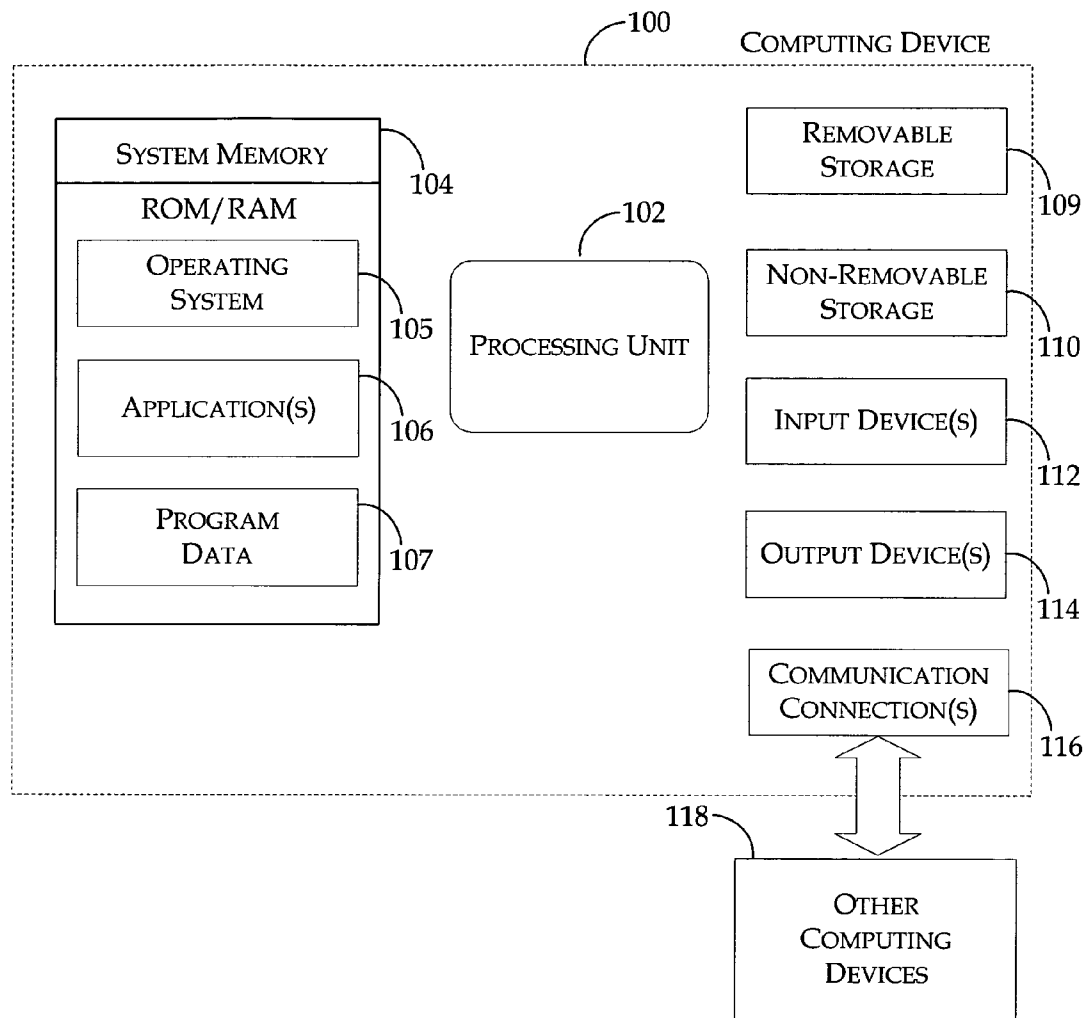 100
COMPUTING DEVICE
SYSTEM MEMORY
104
ROM/RAM
OPERATING
SYSTEM
105
APPLICATION(S)
106
PROGRAM
DATA
107
102
PROCESSING UNIT
REMOVABLE
STORAGE
109
NON-REMOVABLE
STORAGE
110
INPUT DEVICE(S)
112
OUTPUT DEVICE(S)
114
COMMUNICATION
CONNECTION(S)
116
118
OTHER
COMPUTING
DEVICES